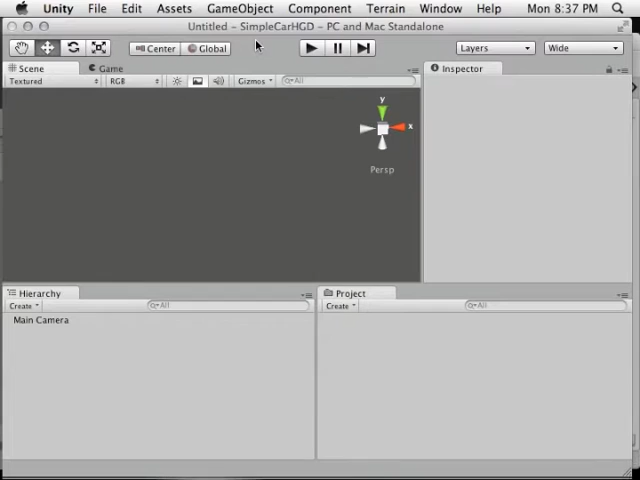 Unity File Edit Assets GameObject Component Terrain Window Help Mon 8:37 PM
Untitled – SimpleCarHGD – PC and Mac Standalone
Center Global Layers Wide
Scene Game Inspector
Textured RGB Gizmos All
y
x
Persp
Hierarchy Project
Create All Create All
Main Camera